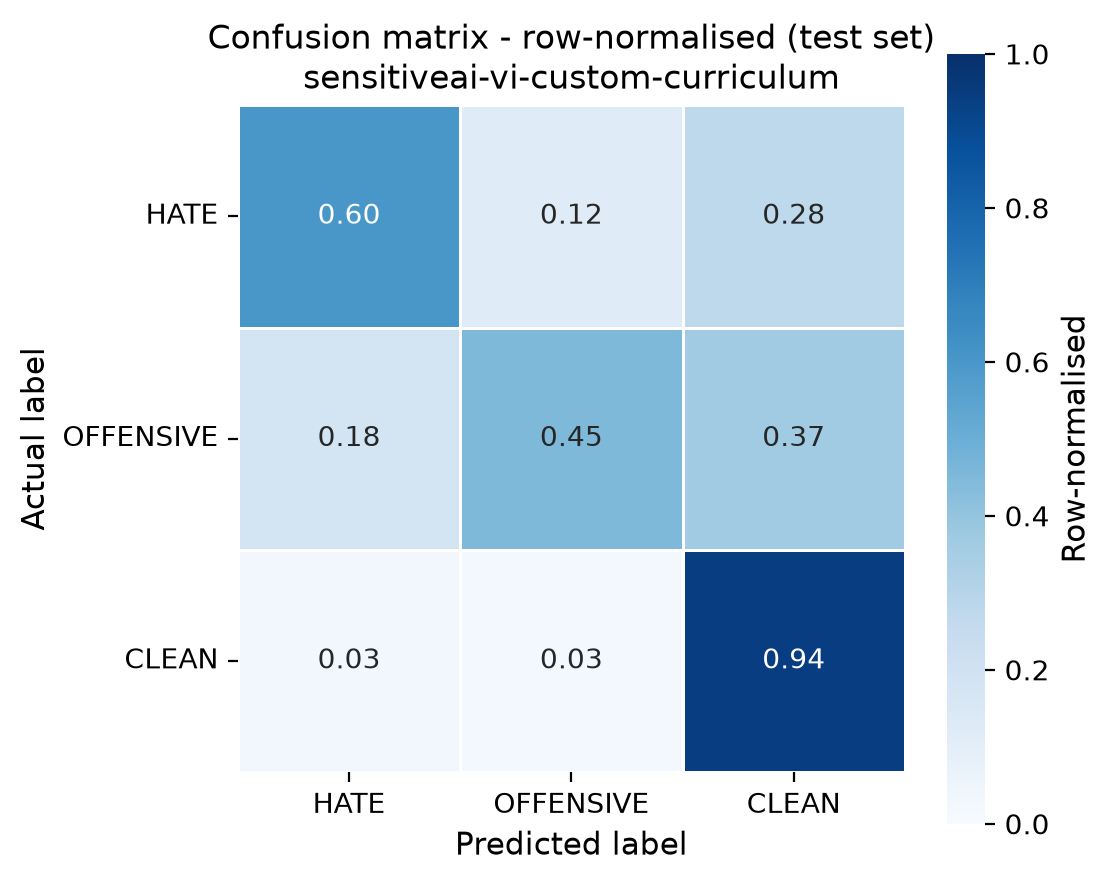 Confusion matrix - row-normalised (test set)
sensitiveai-vi-custom-curriculum
Actual label
HATE
0.60
0.12
0.28
OFFENSIVE
0.18
0.45
0.37
CLEAN
0.03
0.03
0.94
HATE
OFFENSIVE
CLEAN
Predicted label
1.0
0.8
0.6
0.4
0.2
0.0
Row-normalised